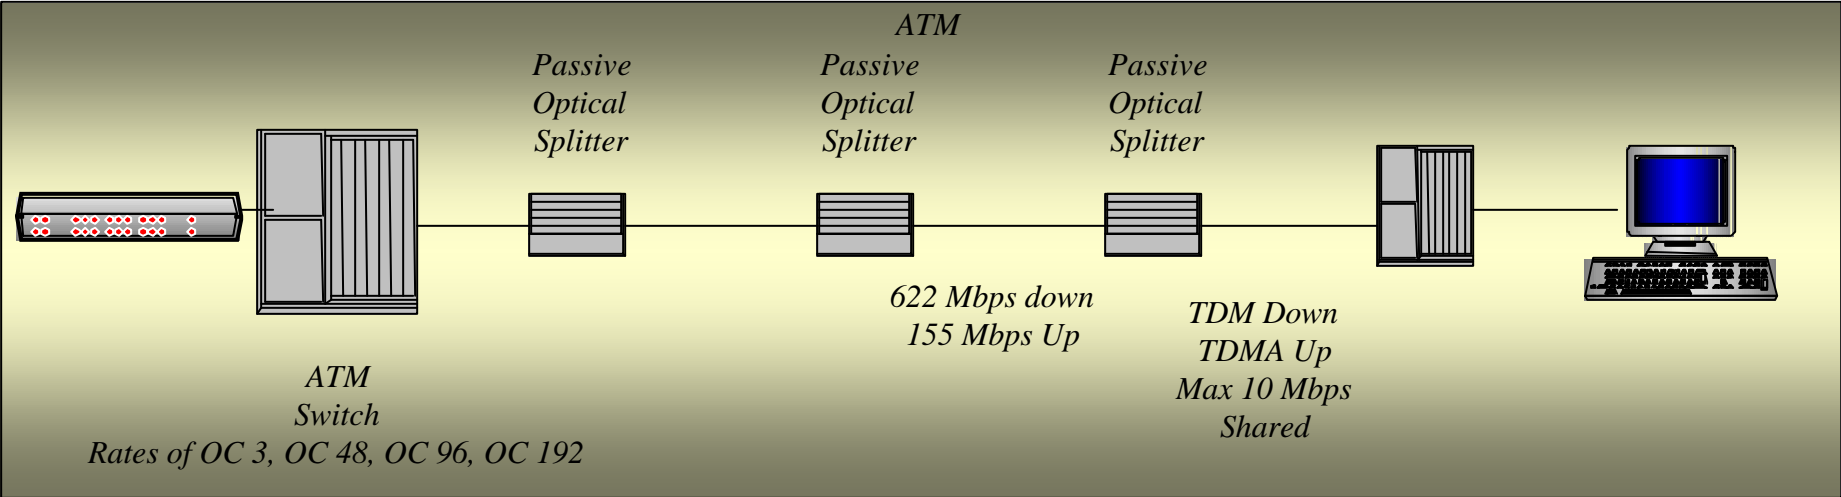 ATM
Passive
Optical
Splitter
Passive
Optical
Splitter
Passive
Optical
Splitter
622 Mbps down
155 Mbps Up
TDM Down
TDMA Up
Max 10 Mbps
Shared
ATM
Switch
Rates of OC 3, OC 48, OC 96, OC 192